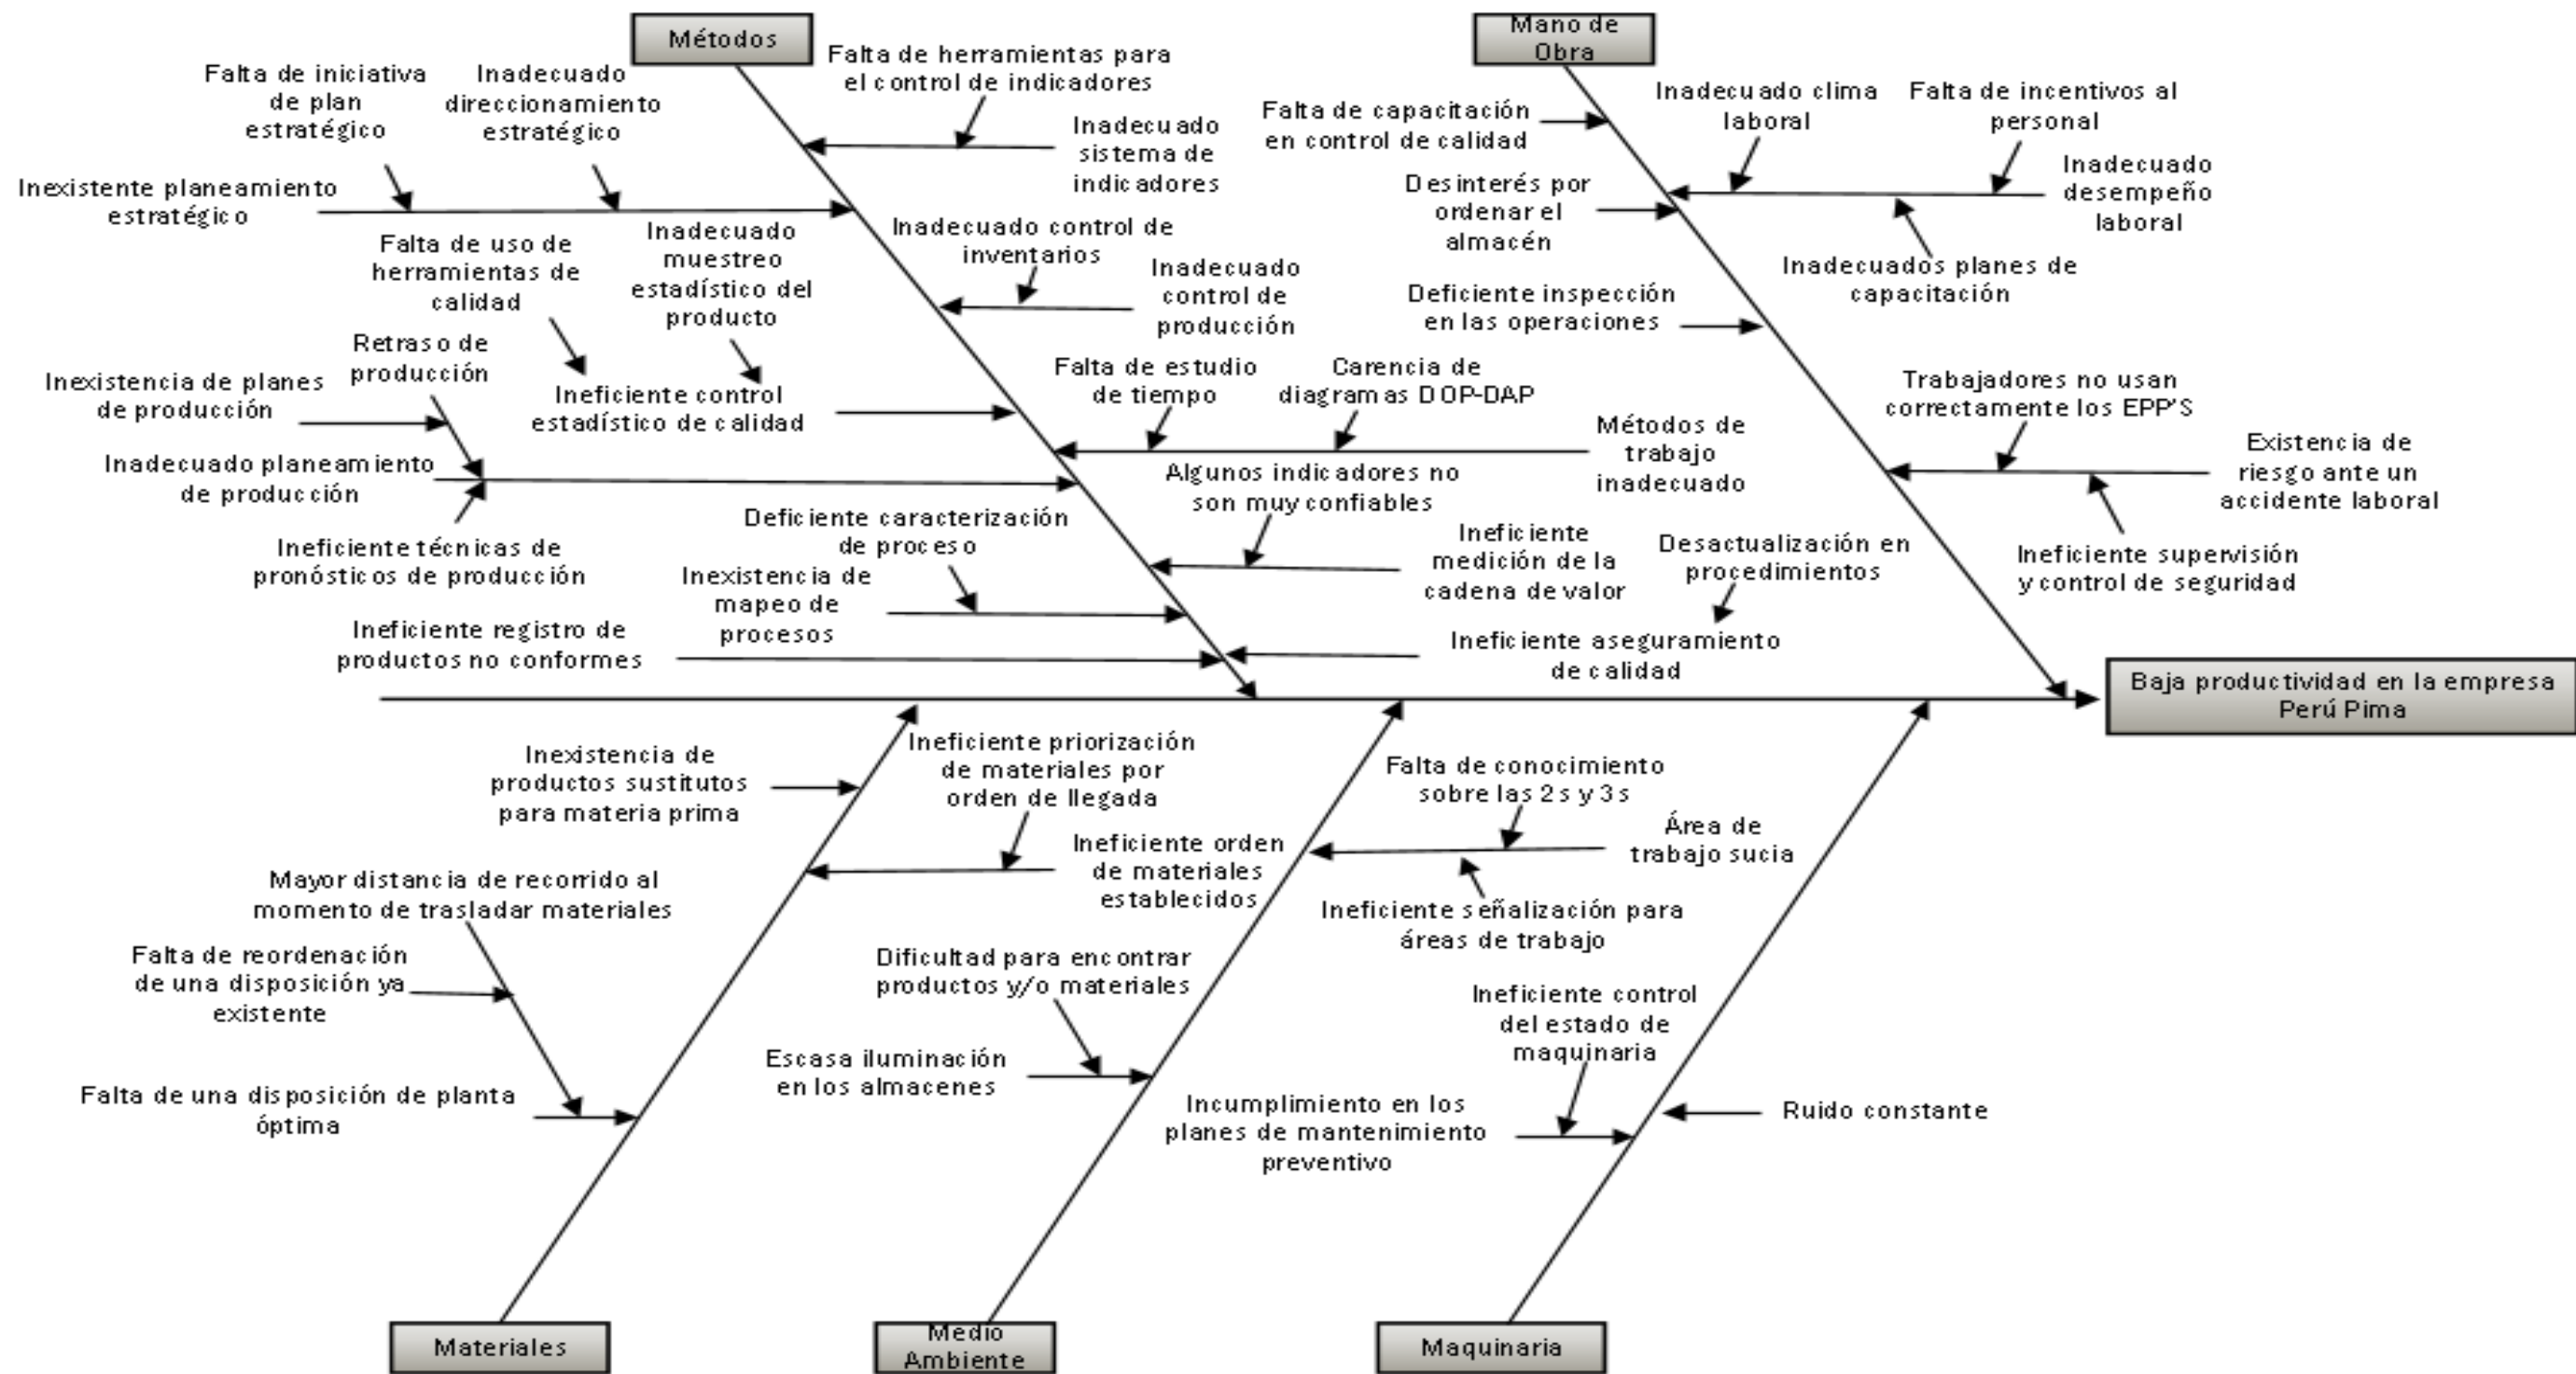 Métodos
Mano de
Obra
Falta de iniciativa
de plan
estratégico
Inadecuado
direccionamiento
estratégico
Falta de herramientas para
el control de indicadores
Inadecuado
sistema de
indicadores
Inexistente planeamiento
estratégico
Falta de uso de
herramientas de
calidad
Inadecuado
muestreo
estadístico del
producto
Inadecuado control de
inventarios
Inadecuado
control de
producción
Retraso de
producción
Inexistencia de planes
de producción
Ineficiente control
estadístico de calidad
Falta de estudio
de tiempo
Carencia de
diagramas DOP-DAP
Métodos de
trabajo
inadecuado
Inadecuado planeamiento
de producción
Ineficiente técnicas de
pronósticos de producción
Algunos indicadores no
son muy confiables
Ineficiente
medición de la
cadena de valor
Deficiente caracterización
de proceso
Inexistencia de
mapeo de
procesos
Desactualización en
procedimientos
Ineficiente registro de
productos no conformes
Ineficiente aseguramiento
de calidad
Falta de capacitación
en control de calidad
Inadecuado clima
laboral
Falta de incentivos al
personal
Inadecuado
desempeño
laboral
Desinterés por
ordenar el
almacén
Inadecuados planes de
capacitación
Deficiente inspección
en las operaciones
Trabajadores no usan
correctamente los EPP'S
Existencia de
riesgo ante un
accidente laboral
Ineficiente supervisión
y control de seguridad
Baja productividad en la empresa
Perú Pima
Inexistencia de
productos sustitutos
para materia prima
Ineficiente priorización
de materiales por
orden de llegada
Ineficiente orden
de materiales
establecidos
Mayor distancia de recorrido al
momento de trasladar materiales
Falta de reordenación
de una disposición ya
existente
Falta de una disposición de planta
óptima
Falta de conocimiento
sobre las 2s y 3s
Área de
trabajo sucia
Ineficiente señalización para
áreas de trabajo
Dificultad para encontrar
productos y/o materiales
Escasa iluminación
en los almacenes
Ineficiente control
del estado de
maquinaria
Incumplimiento en los
planes de mantenimiento
preventivo
Ruido constante
Materiales
Medio
Ambiente
Maquinaria